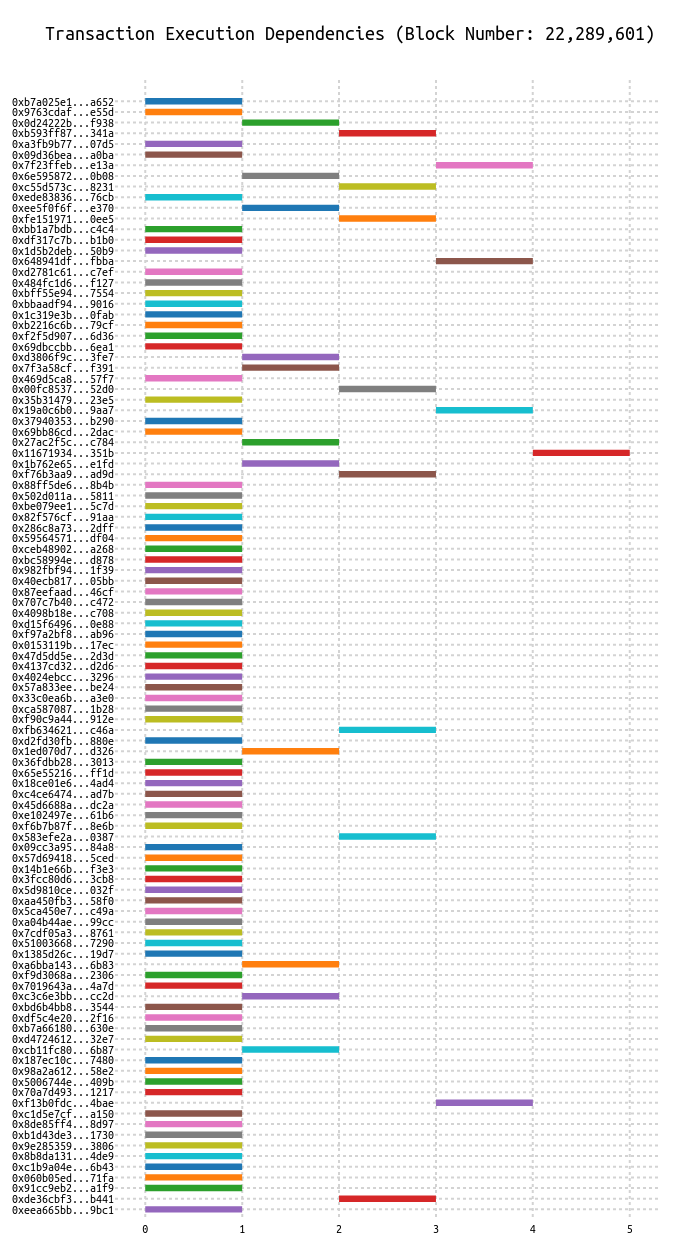 Transaction Execution Dependencies (Block Number: 22,289,601)
0xb7a025e1...a652
0x9763cdaf...e55d
0x0d24222b...f938
0xb593ff87...341a
0xa3fb9b77...07d5
0x09d36bea...a0ba
0x7f23ffeb...e13a
0x6e595872...0b08
0xc55d573c...8231
0xede83836...76cb
0xee5f0f6f...e370
0xfe151971...0ee5
0xbb1a7bdb...c4c4
0xdf317c7b...b1b0
0x1d5b2deb...50b9
0x648941df...fbba
0xd2781c61...c7ef
0x484fc1d6...f127
0xbff55e94...7554
0xbbaadf94...9016
0x1c319e3b...0fab
0xb2216c6b...79cf
0xf2f5d907...6d36
0x69dbccbb...6ea1
0xd3806f9c...3fe7
0x7f3a58cf...f391
0x469d5ca8...57f7
0x00fc8537...52d0
0x35b31479...23e5
0x19a0c6b0...9aa7
0x37940353...b290
0x69bb86cd...2dac
0x27ac2f5c...c784
0x11671934...351b
0x1b762e65...e1fd
0xf76b3aa9...ad9d
0x88ff5de6...8b4b
0x502d011a...5811
0xbe079ee1...5c7d
0x82f576cf...91aa
0x286c8a73...2dff
0x59564571...df04
0xceb48902...a268
0xbc58994e...d878
0x982fbf94...1f39
0x40ecb817...05bb
0x87eefaad...46cf
0x707c7b40...c472
0x4098b18e...c708
0xd15f6496...0e88
0xf97a2bf8...ab96
0x0153119b...17ec
0x47d5dd5e...2d3d
0x4137cd32...d2d6
0x4024ebcc...3296
0x57a833ee...be24
0x33c0ea6b...a3e0
0xca587087...1b28
0xf90c9a44...912e
0xfb634621...c46a
0xd2fd30fb...880e
0x1ed070d7...d326
0x36fdbb28...3013
0x65e55216...ff1d
0x18ce01e6...4ad4
0xc4ce6474...ad7b
0x45d6688a...dc2a
0xe102497e...61b6
0xf6b7b87f...8e6b
0x583efe2a...0387
0x09cc3a95...84a8
0x57d69418...5ced
0x14b1e66b...f3e3
0x3fcc80d6...3cb8
0x5d9810ce...032f
0xaa450fb3...58f0
0x5ca450e7...c49a
0xa04b44ae...99cc
0x7cdf05a3...8761
0x51003668...7290
0x1385d26c...19d7
0xa6bba143...6b83
0xf9d3068a...2306
0x7019643a...4a7d
0xc3c6e3bb...cc2d
0xbd6b4bb8...3544
0xdf5c4e20...2f16
0xb7a66180...630e
0xd4724612...32e7
0xcb11fc80...6b87
0x187ec10c...7480
0x98a2a612...58e2
0x5006744e...409b
0x70a7d493...1217
0xf13b0fdc...4bae
0xc1d5e7cf...a150
0x8de85ff4...8d97
0xb1d43de3...1730
0x9e285359...3806
0x8b8da131...4de9
0xc1b9a04e...6b43
0x060b05ed...71fa
0x91cc9eb2...a1f9
0xde36cbf3...b441
0xeea665bb...9bc1
0 1 2 3 4 5